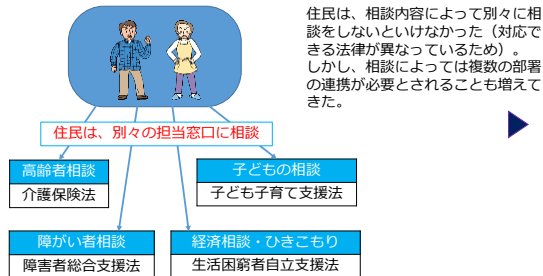 住民は、相談内容によって別々に相
談をしないといけなかった（対応で
きる法律が異なっているため）。
しかし、相談によっては複数の部署
の連携が必要とされることも増えて
きた。
住民は、別々の担当窓口に相談
高齢者相談
介護保険法
子どもの相談
子ども子育て支援法
障がい者相談
障害者総合支援法
経済相談・ひきこもり
生活困窮者自立支援法